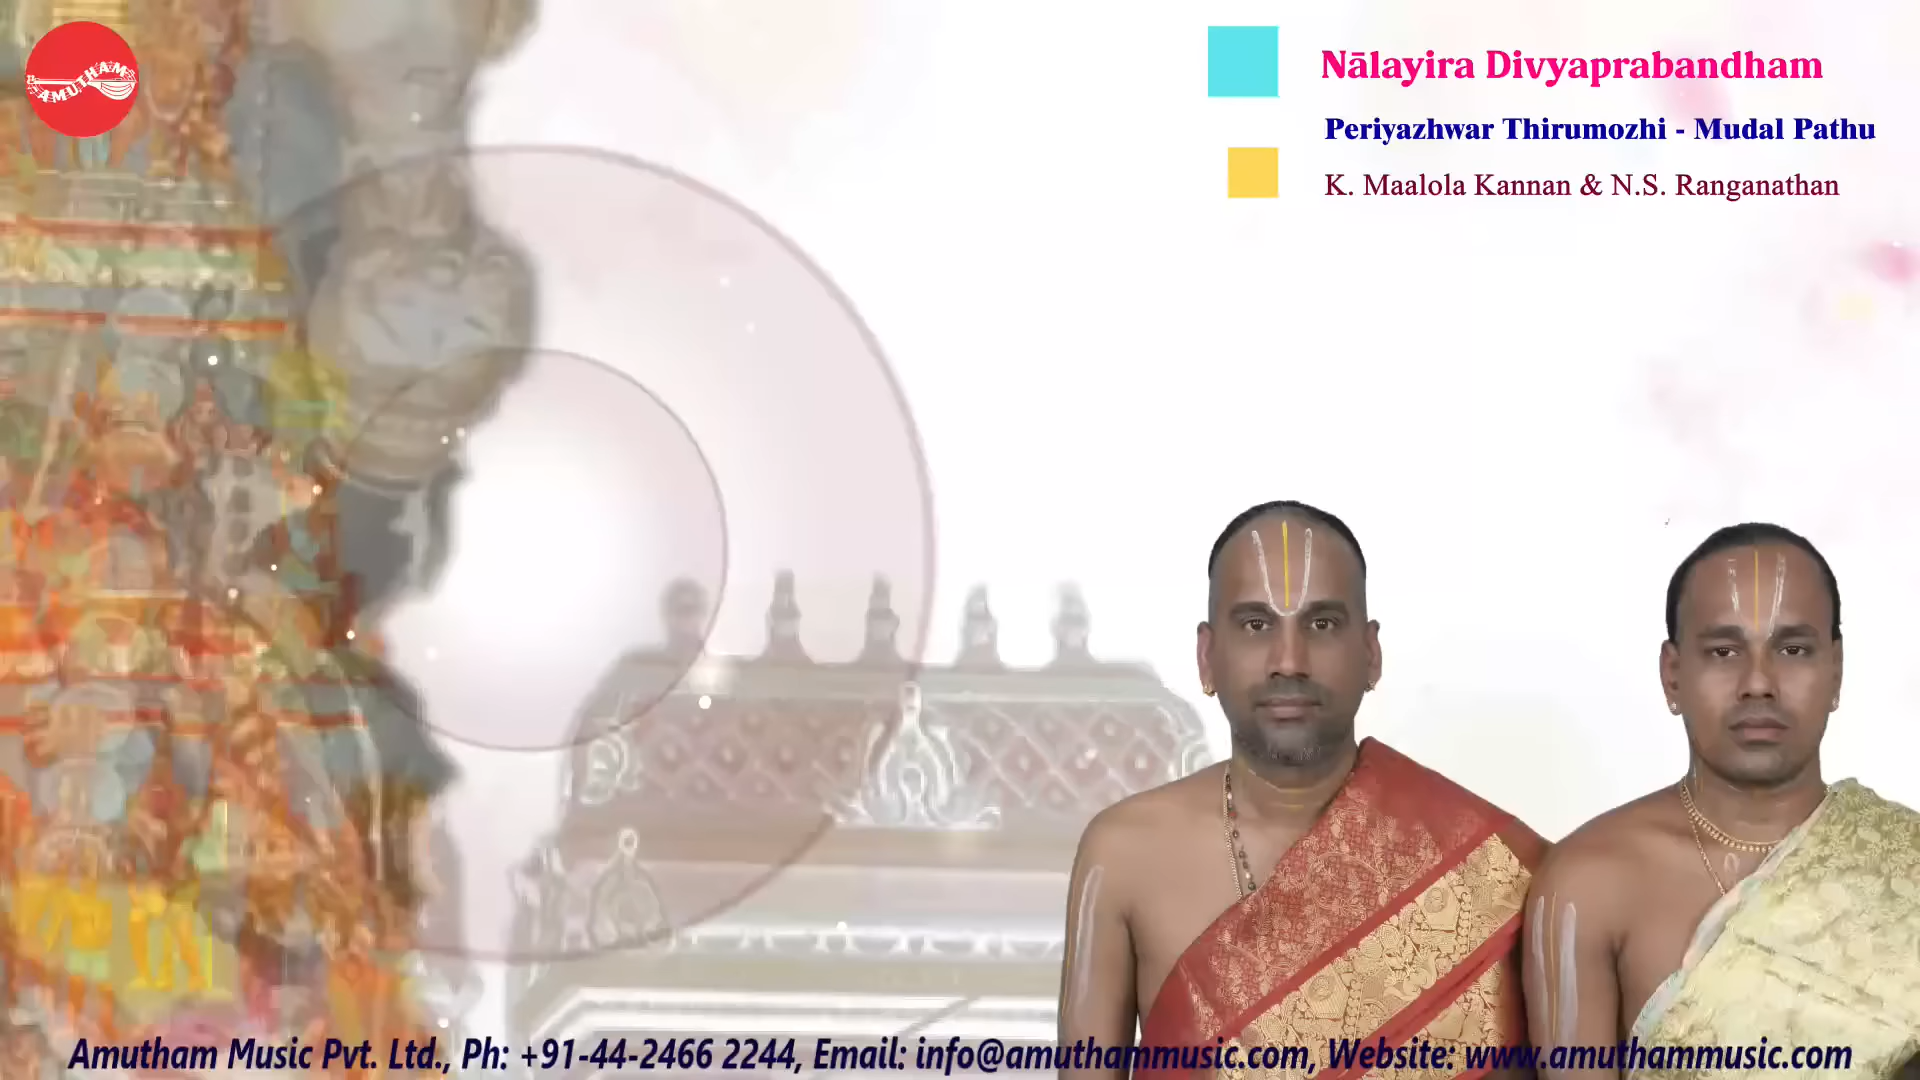 AMUTHAM
Nālayira Divyaprabandham
Periyazhwar Thirumozhi - Mudal Pathu
K. Maalola Kannan & N.S. Ranganathan
Amutham Music Pvt. Ltd., Ph: +91-44-2466 2244, Email: info@amuthammusic.com, Website: www.amuthammusic.com